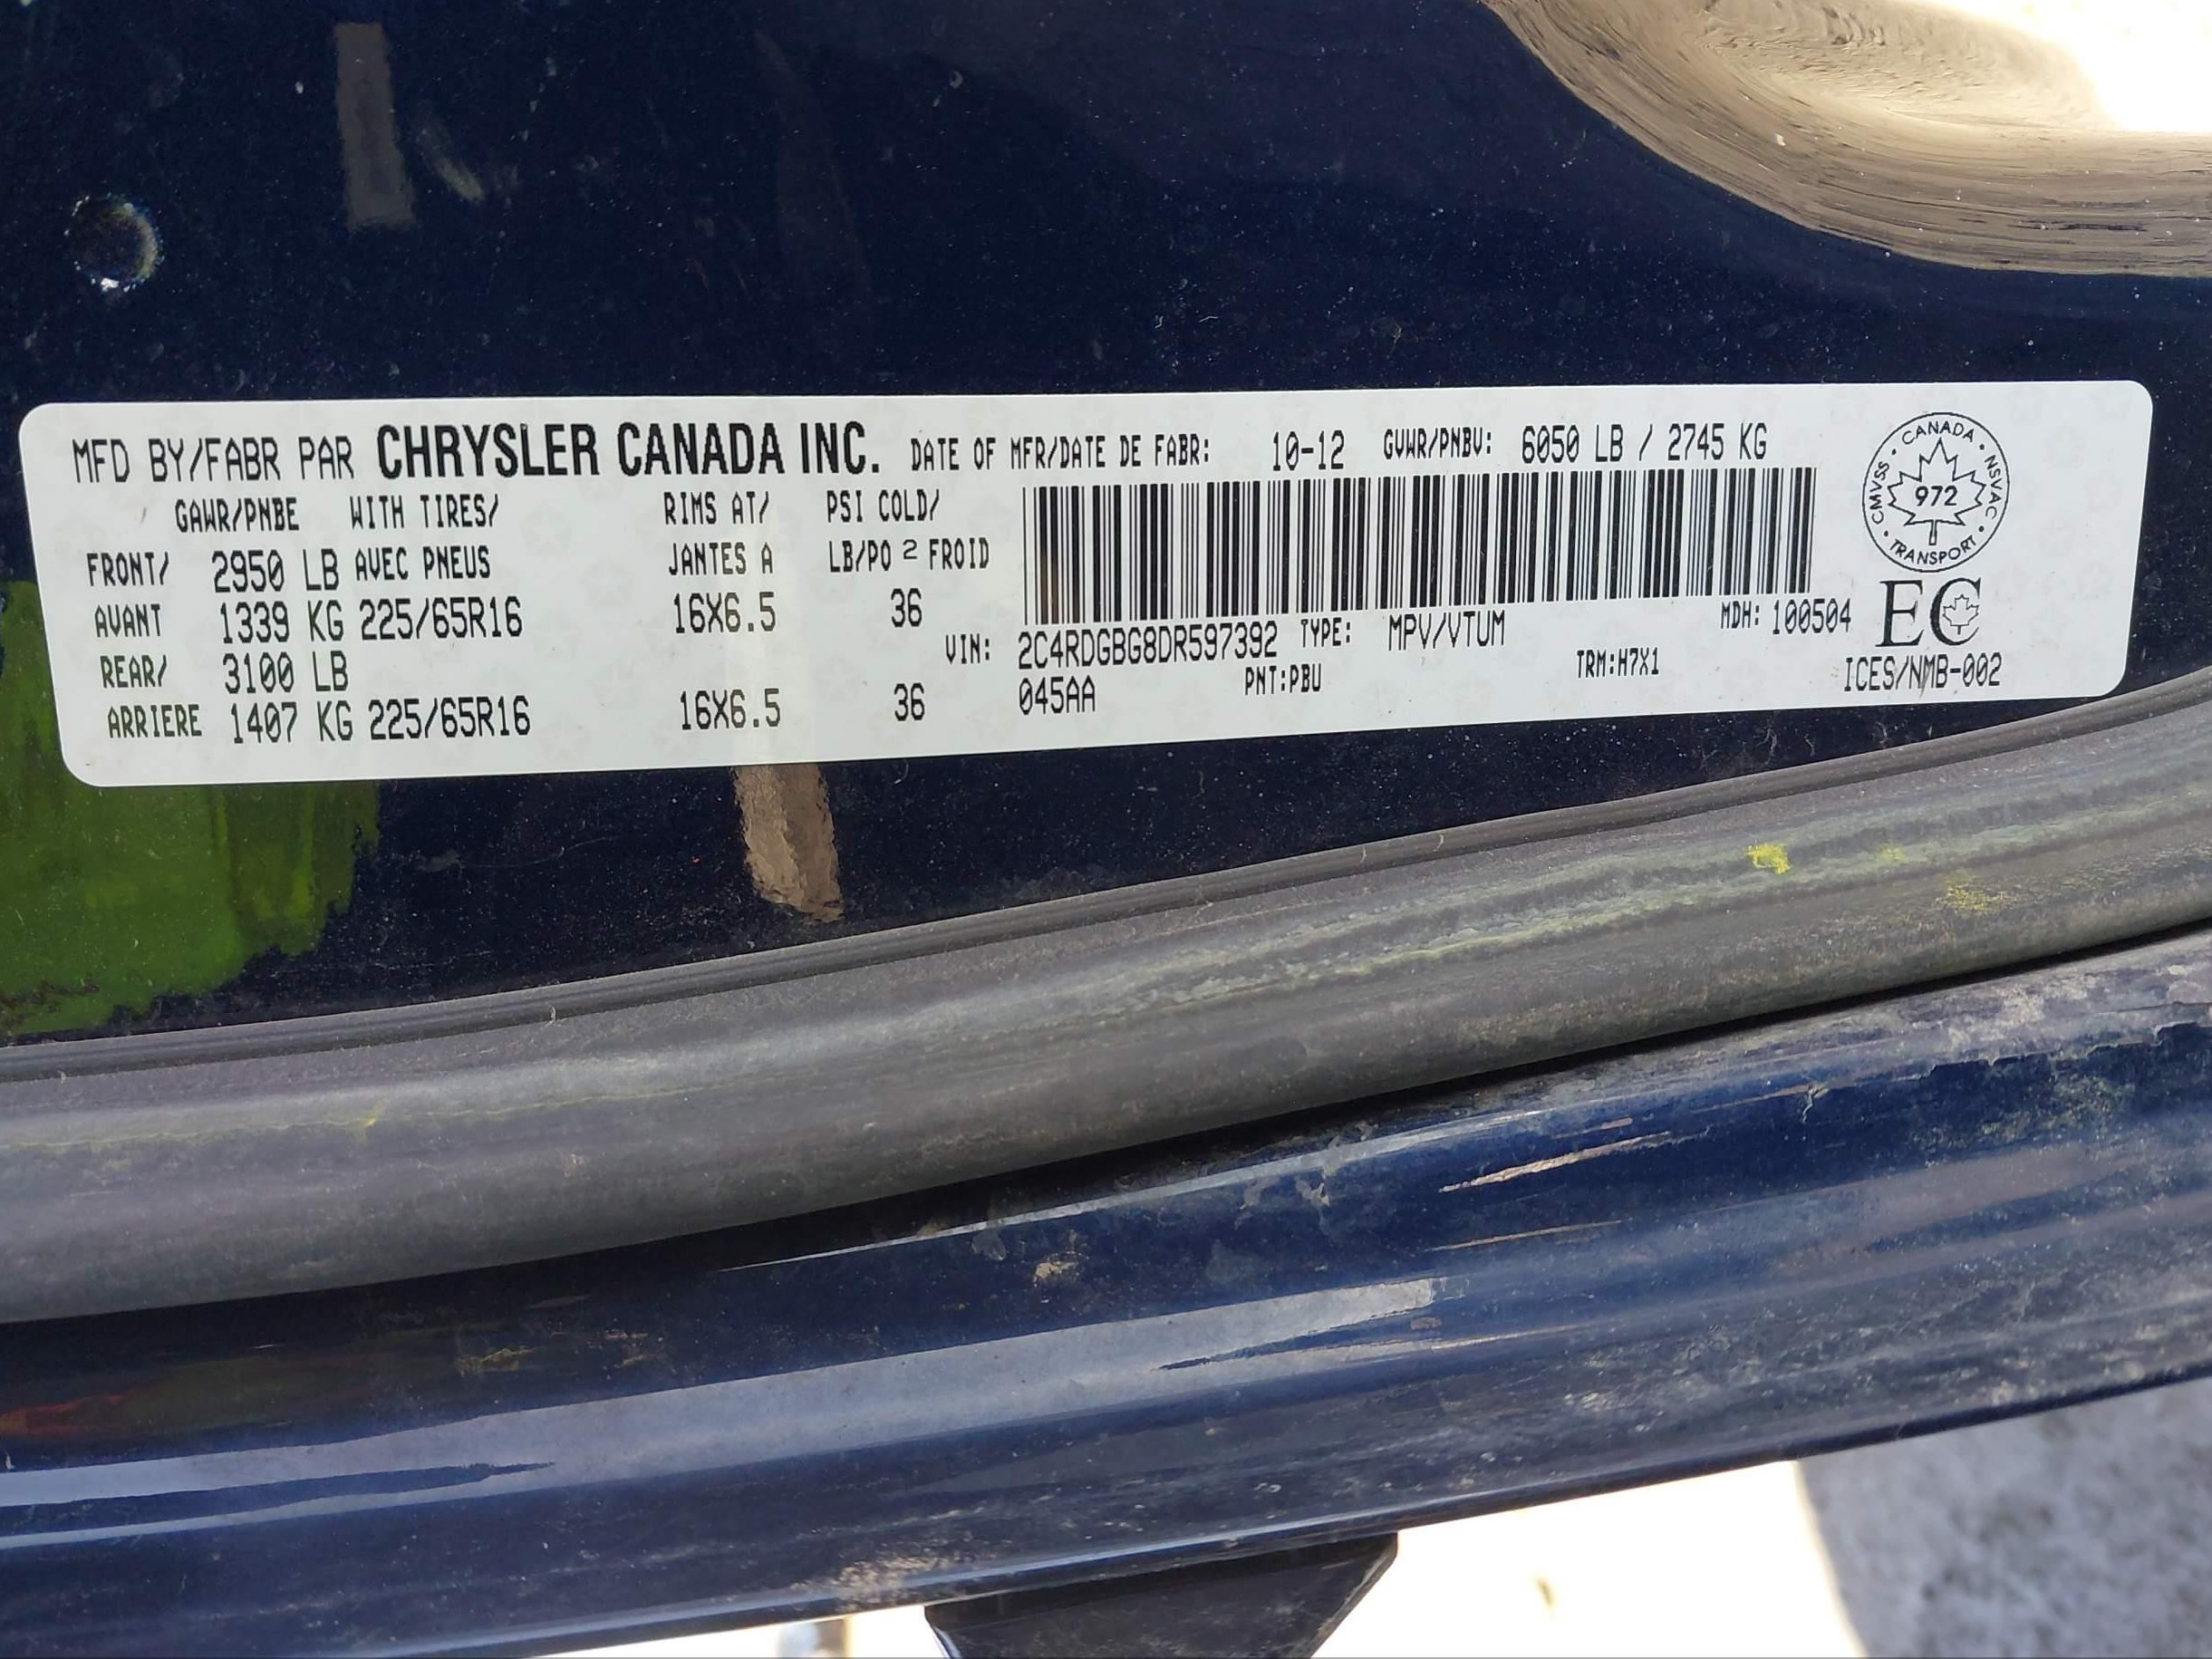 MFD BY/FABR PAR CHRYSLER CANADA INC. DATE OF MFR/DATE DE FABR: 10-12 GVWR/PNBV: 6050 LB / 2745 KG
GAWR/PNBE WITH TIRES/ RIMS AT/ PSI COLD/
FRONT/ 2950 LB AVEC PNEUS JANTES A LB/PO 2 FROID
AVANT 1339 KG 225/65R16 16X6.5 36
REAR/ 3100 LB
ARRIERE 1407 KG 225/65R16 16X6.5 36
VIN: 2C4RDGBG8DR597392 TYPE: MPV/VTUM MDH: 100504
045AA PNT:PBU TRM:H7X1
CANADA · NSVAC · TRANSPORT · CMVSS
972
EC
ICES/NMB-002